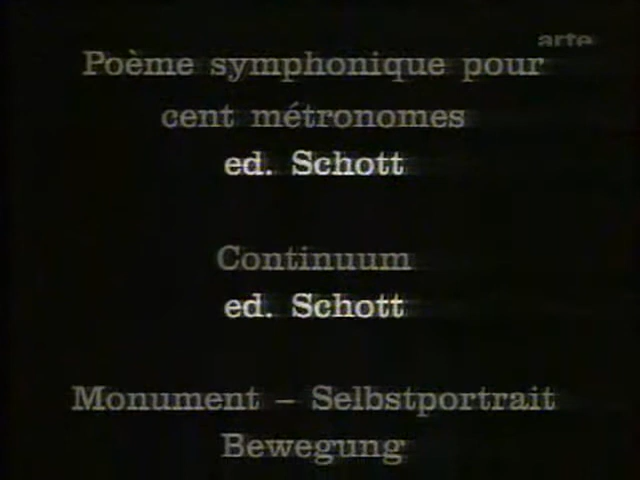 arte
Poème symphonique pour
cent métronomes
ed. Schott
Continuum
ed. Schott
Monument – Selbstportrait
Bewegung